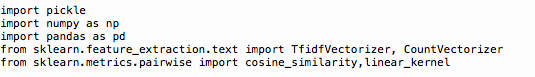 import pickle
import numpy as np
import pandas as pd
from sklearn.feature_extraction.text import TfidfVectorizer, CountVectorizer
from sklearn.metrics.pairwise import cosine_similarity,linear_kernel